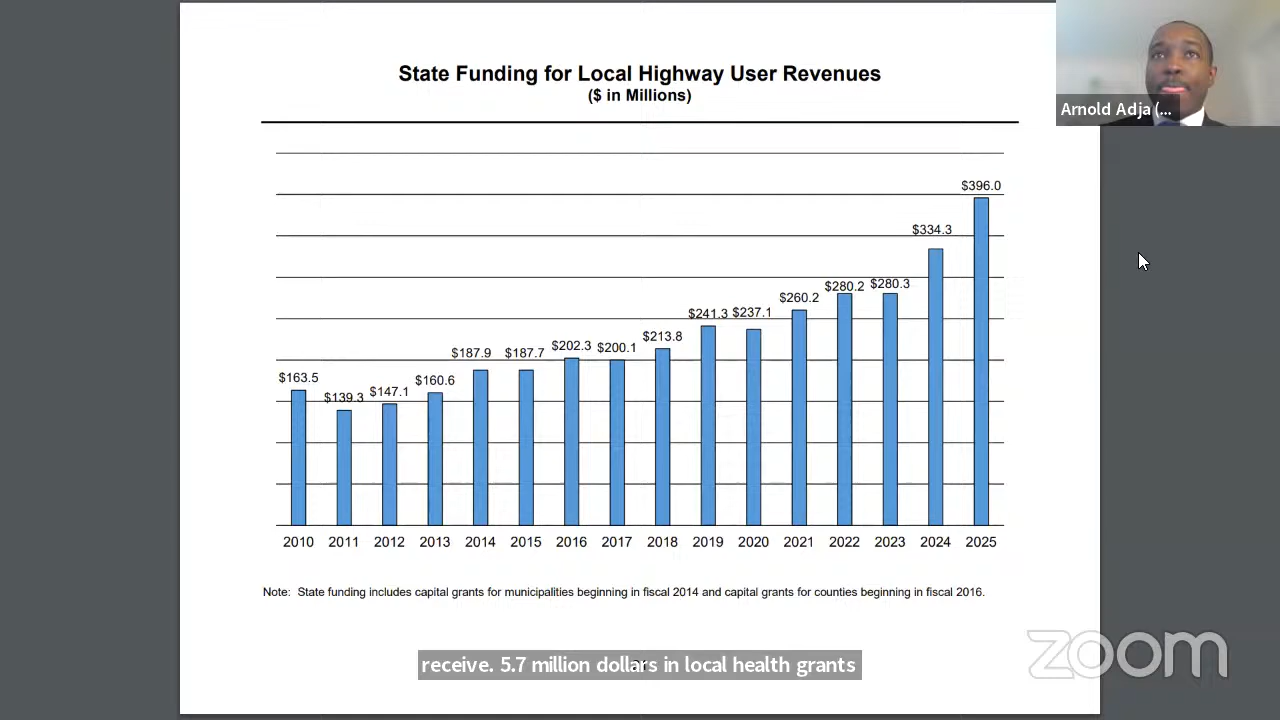 State Funding for Local Highway User Revenues
($ in Millions)
Arnold Adja (...
$396.0
$334.3
$280.2 $280.3
$260.2
$241.3 $237.1
$213.8
$187.9 $187.7 $202.3 $200.1
$163.5 $139.3 $147.1 $160.6
2010 2011 2012 2013 2014 2015 2016 2017 2018 2019 2020 2021 2022 2023 2024 2025
Note: State funding includes capital grants for municipalities beginning in fiscal 2014 and capital grants for counties beginning in fiscal 2016.
receive. 5.7 million dollars in local health grants
zoom